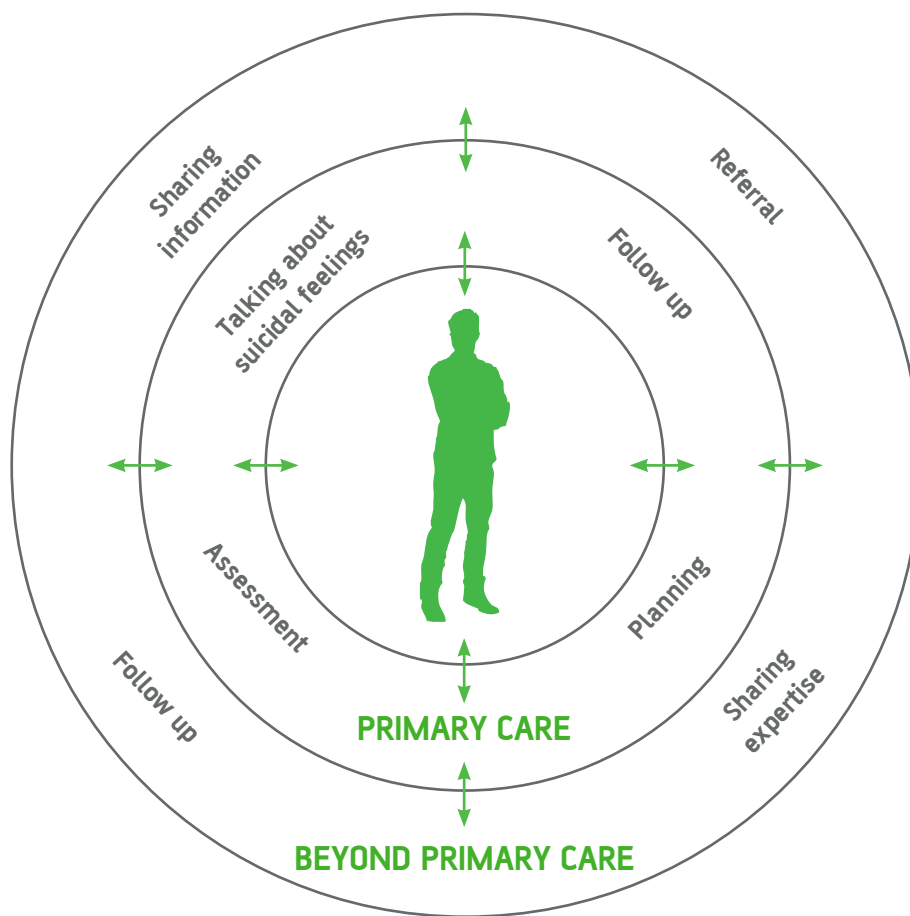 Sharing
information
Referral
Talking about
suicidal feelings
Follow up
Assessment
Planning
Follow up
Sharing
expertise
PRIMARY CARE
BEYOND PRIMARY CARE